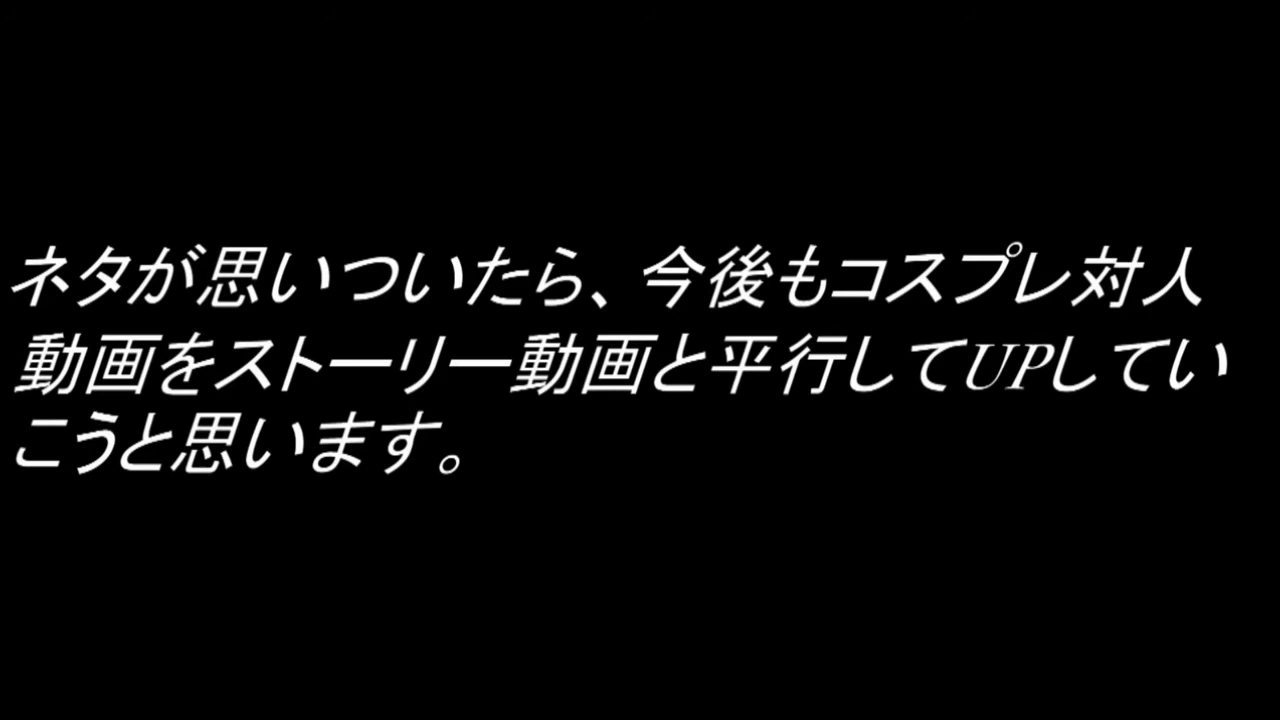 ネタが思いついたら、今後もコスプレ対人
動画をストーリー動画と平行してUPしてい
こうと思います。